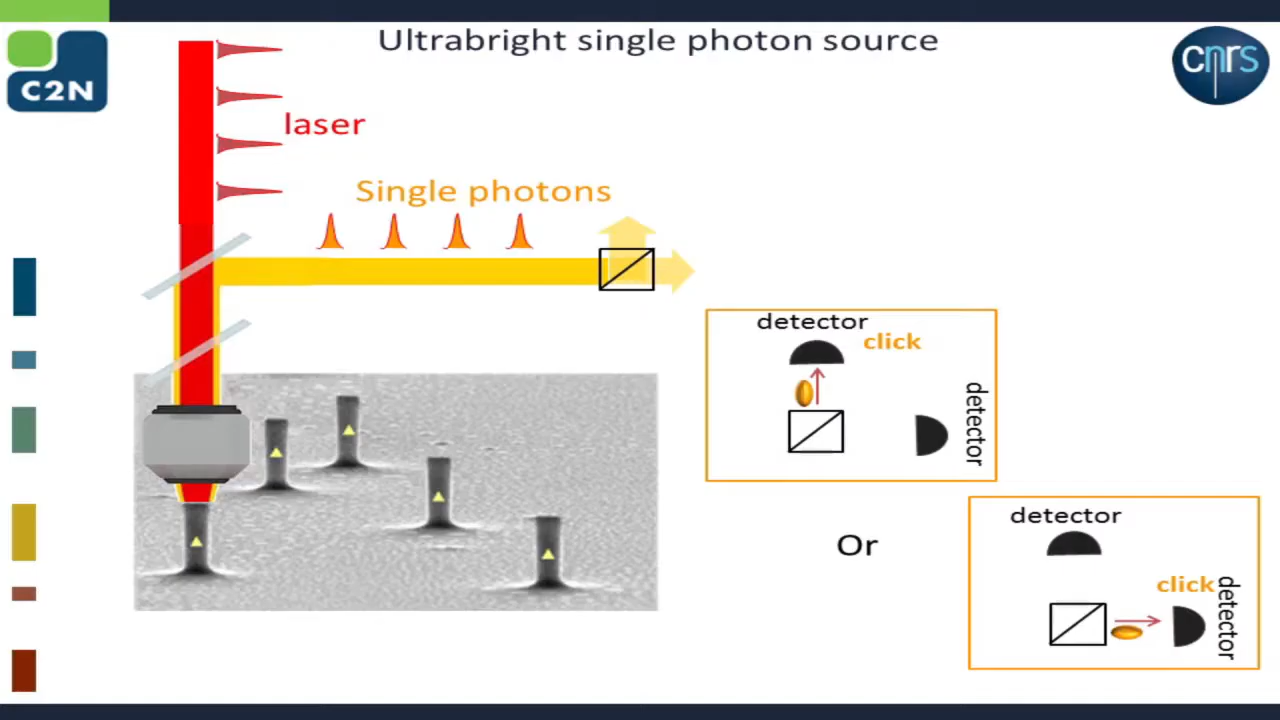 Ultrabright single photon source
C2N
cnrs
laser
Single photons
detector
click
detector
Or
detector
click
detector